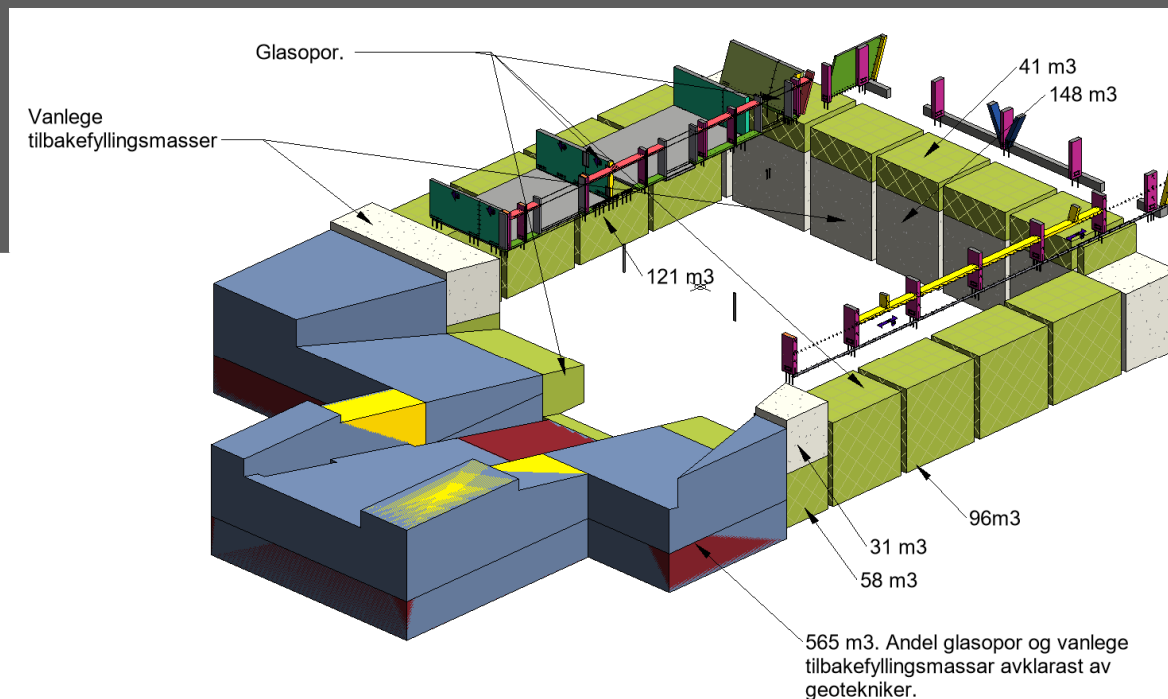 Glasopor.
41 m3
148 m3
Vanlege
tilbakefyllingsmasser
121 m3
96m3
31 m3
58 m3
565 m3. Andel glasopor og vanlege
tilbakefyllingsmassar avklarast av
geotekniker.